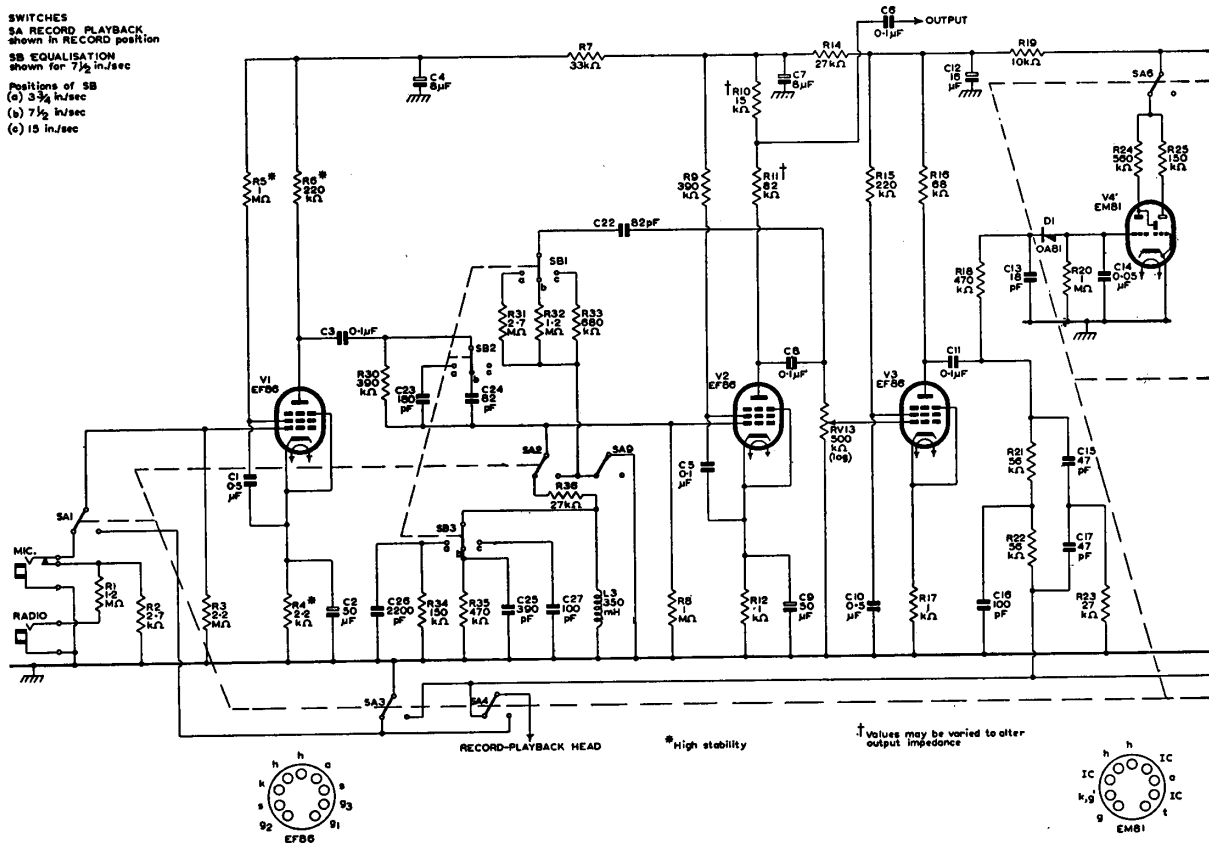 SWITCHES
SA RECORD PLAYBACK
shown in RECORD position
SB EQUALISATION
shown for 7½ in./sec
Positions of SB
(a) 3¾ in/sec
(b) 7½ in/sec
(c) 15 in./sec
C6
0·1µF
OUTPUT
R7
33kΩ
R14
27kΩ
R19
10kΩ
C4
8µF
C7
8µF
C12
16
µF
SA6
†R10
15
kΩ
R5*
1
MΩ
R6*
220
kΩ
R9
390
kΩ
R11†
82
kΩ
R15
220
kΩ
R16
68
kΩ
R24
560
kΩ
R25
150
kΩ
V4'
EM81
C22
82pF
D1
OA81
SB1
a
b
c
R18
470
kΩ
C13
18
pF
R20
1
MΩ
C14
0·05
µF
R31
2·7
MΩ
R32
1·2
MΩ
R33
680
kΩ
C3
0·1µF
SB2
a
b
R30
390
kΩ
C23
180
pF
C24
82
pF
V1
EF86
V2
EF86
C8
0·1µF
V3
EF86
C11
0·1µF
RV13
500
kΩ
(log)
C1
0·5
µF
SA2
SA9
R36
27kΩ
C5
0·1
µF
R21
56
kΩ
C15
47
pF
SA1
SB3
a
b
c
MIC.
R1
1·2
MΩ
R2
2·7
kΩ
R3
2·2
MΩ
R4*
2·2
kΩ
C2
50
µF
C26
2200
pF
R34
150
kΩ
R35
470
kΩ
C25
390
pF
C27
100
pF
L3
350
mH
R8
1
MΩ
R12
1
kΩ
C9
50
µF
C10
0·5
µF
R17
1
kΩ
C16
100
pF
R22
56
kΩ
C17
47
pF
R23
27
kΩ
RADIO
SA3
SA4
RECORD-PLAYBACK HEAD
*High stability
†Values may be varied to alter
output impedance
h
h
a
k
s
s
g3
g2
g1
EF86
h
h
IC
IC
a
k,g'
IC
g
t
EM81